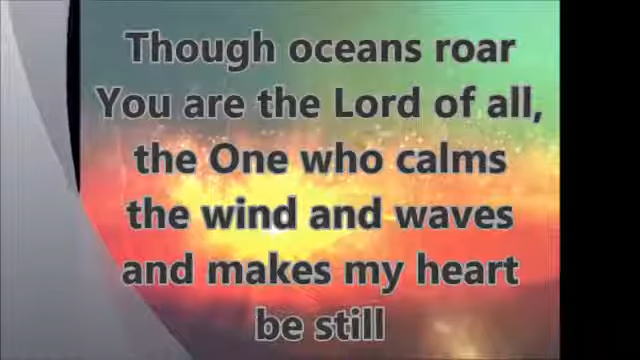 Though oceans roar
You are the Lord of all,
the One who calms
the wind and waves
and makes my heart
be still